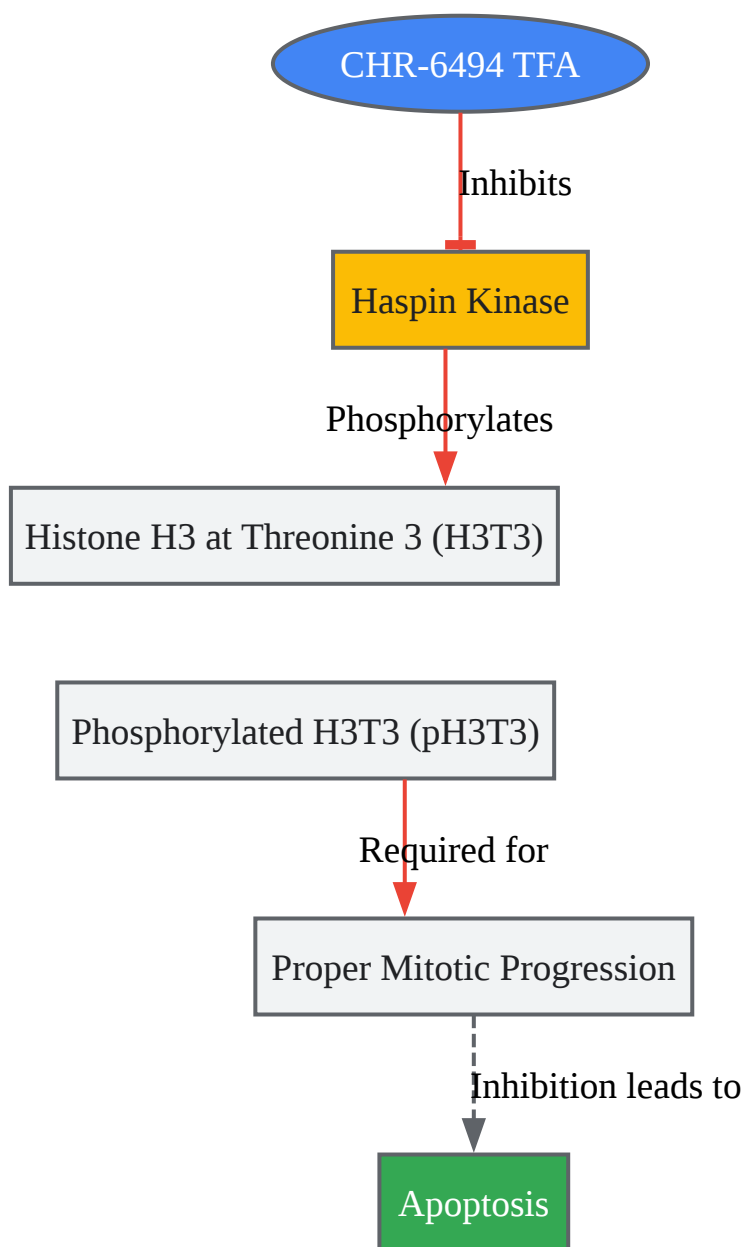 CHR-6494 TFA
Inhibits
Haspin Kinase
Phosphorylates
Histone H3 at Threonine 3 (H3T3)
Phosphorylated H3T3 (pH3T3)
Required for
Proper Mitotic Progression
Inhibition leads to
Apoptosis